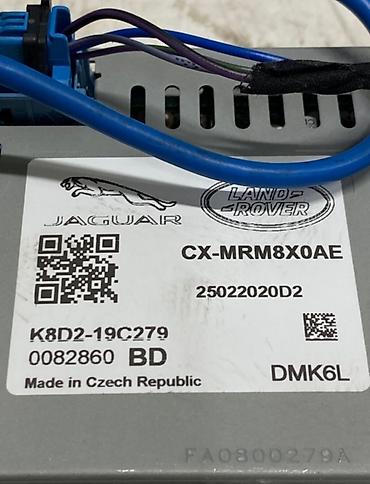 JAGUAR
LAND-
-ROVER
CX-MRM8X0AE
25022020D2
K8D2-19C279
0082860 BD
DMK6L
Made in Czech Republic
FA0800279A